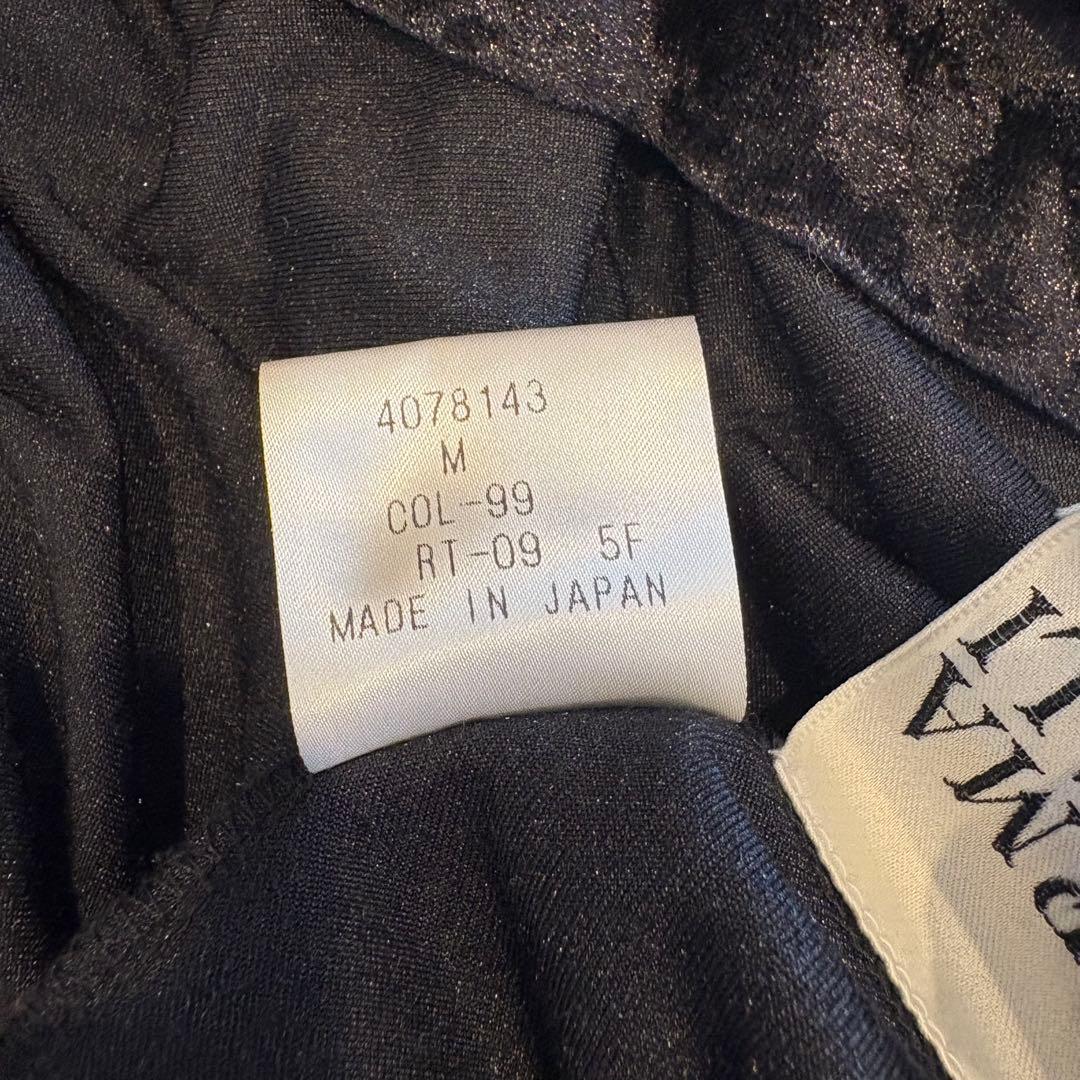 4078143
M
COL-99
RT-09 5F
MADE IN JAPAN